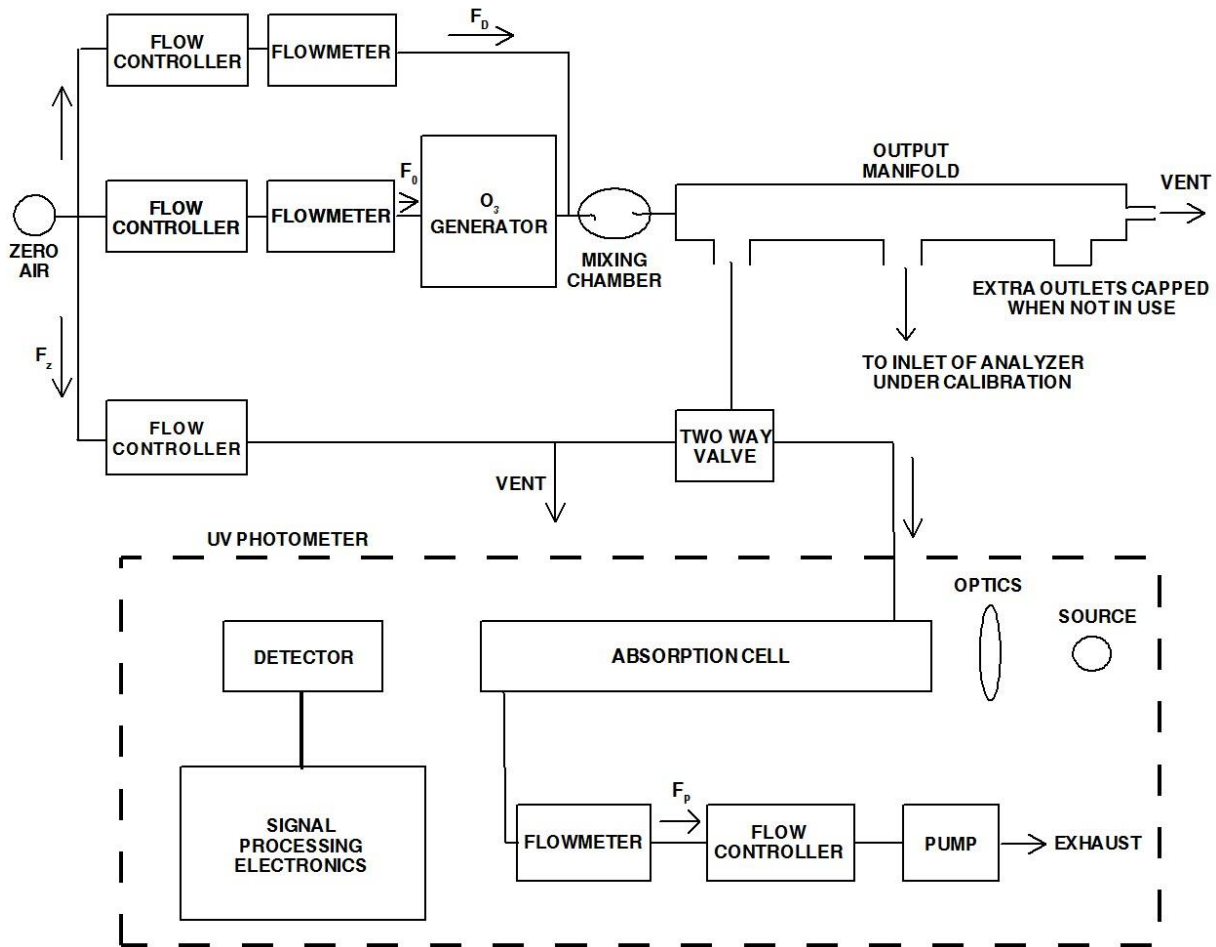 F_D
FLOW
CONTROLLER
FLOWMETER
FLOW
CONTROLLER
FLOWMETER
F_0
O_3
GENERATOR
ZERO
AIR
MIXING
CHAMBER
OUTPUT
MANIFOLD
VENT
EXTRA OUTLETS CAPPED
WHEN NOT IN USE
TO INLET OF ANALYZER
UNDER CALIBRATION
F_z
FLOW
CONTROLLER
VENT
TWO WAY
VALVE
UV PHOTOMETER
OPTICS
SOURCE
DETECTOR
ABSORPTION CELL
SIGNAL
PROCESSING
ELECTRONICS
FLOWMETER
F_p
FLOW
CONTROLLER
PUMP
EXHAUST